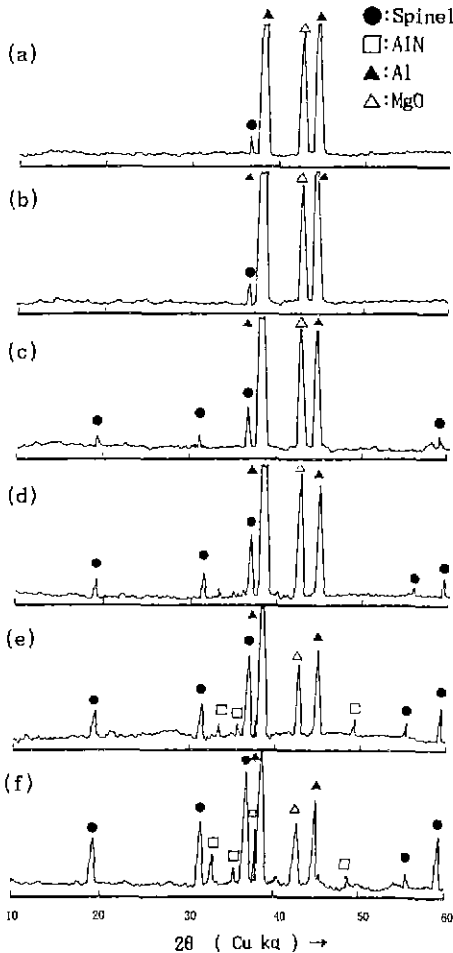 ●:Spinel
□:AlN
▲:Al
△:MgO
(a)
(b)
(c)
(d)
(e)
(f)
10 20 30 40 50 60
2θ ( Cu kα ) →